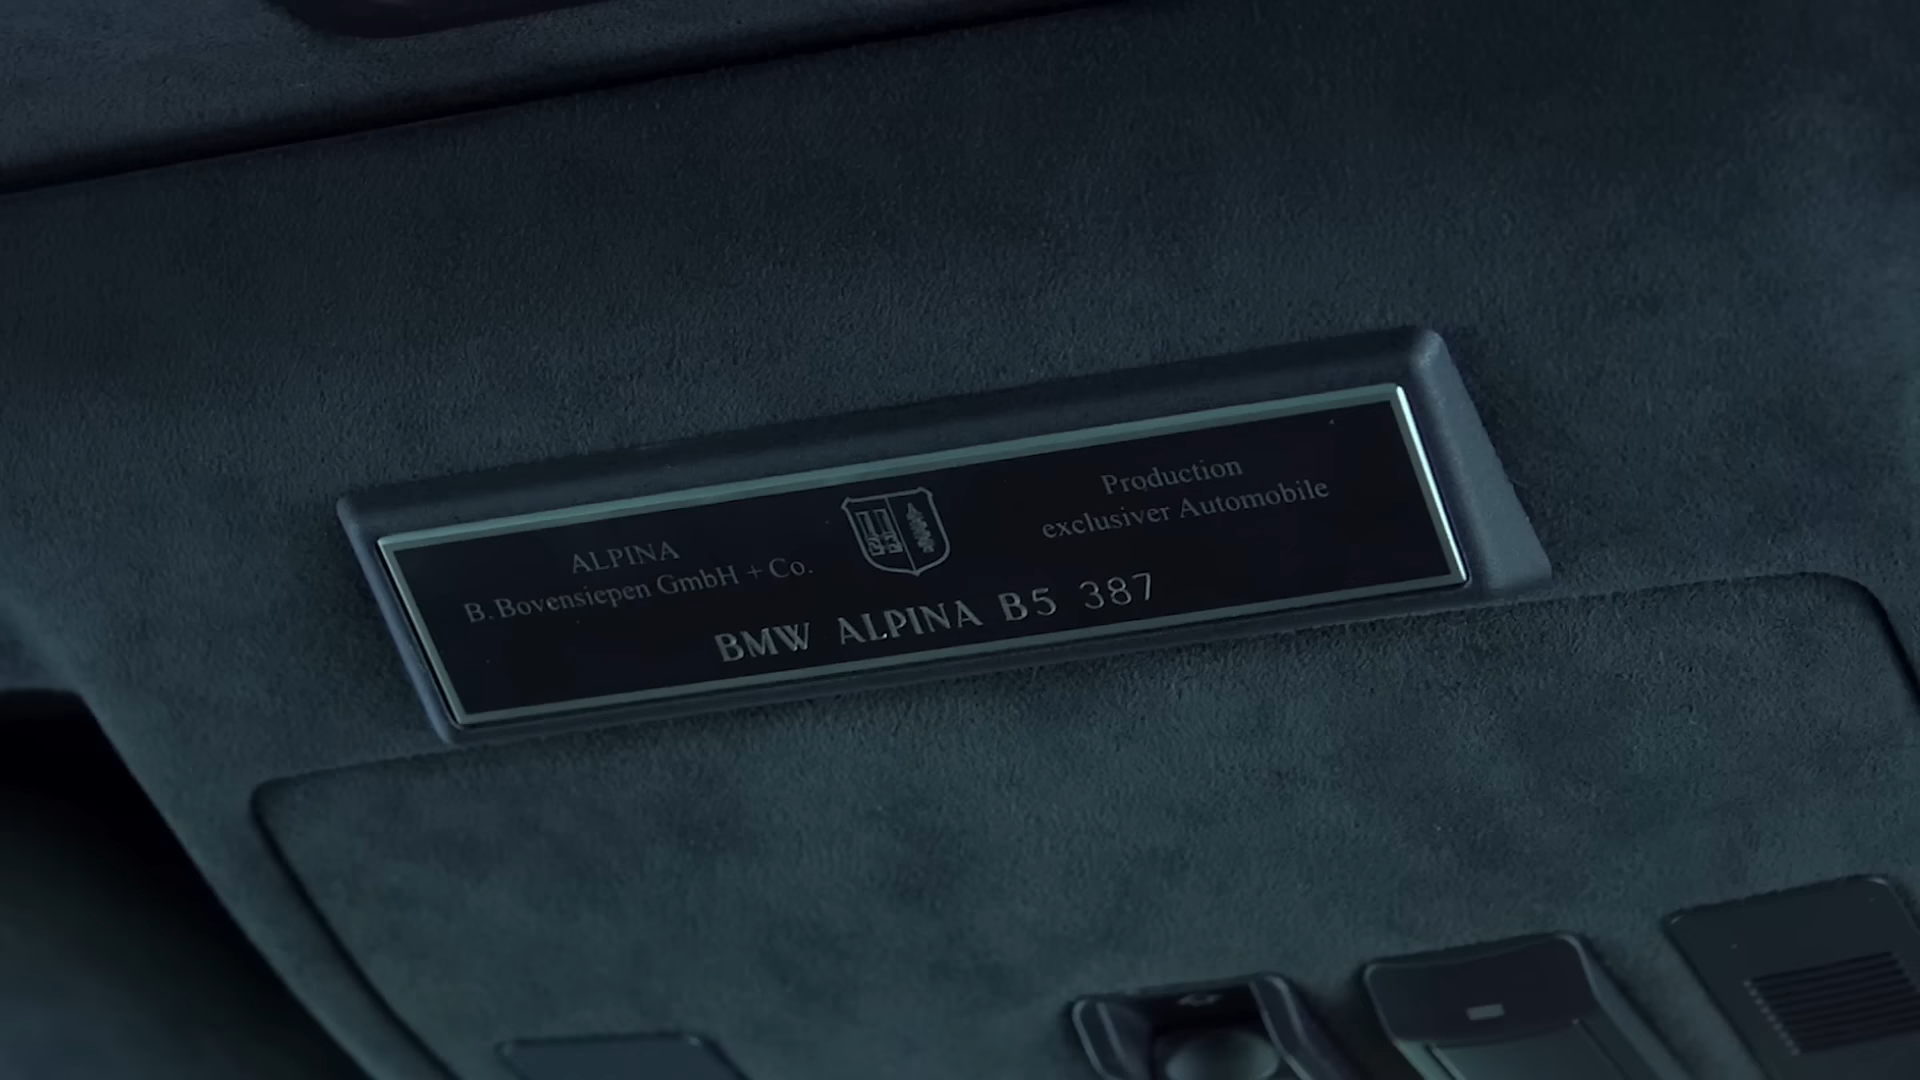 ALPINA
B. Bovensiepen GmbH + Co.
Production
exclusiver Automobile
BMW ALPINA B5 387